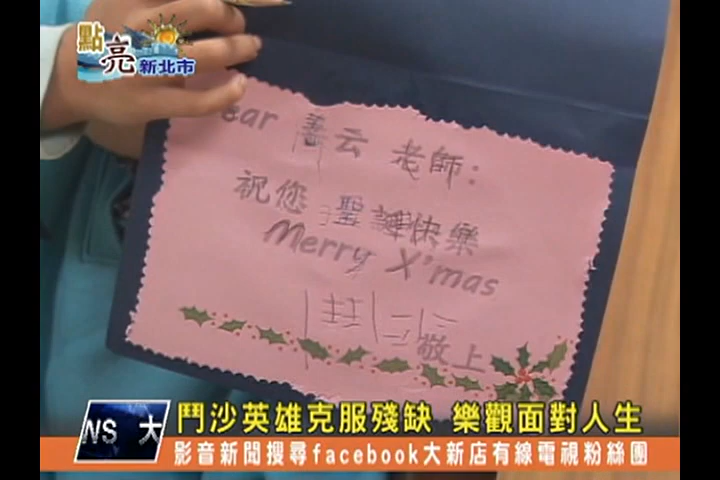 點亮新北市
ear 善云 老師:
祝您 聖誕快樂
Merry X'mas
敬上
NS 大
鬥沙英雄克服殘缺 樂觀面對人生
影音新聞搜尋facebook大新店有線電視粉絲團